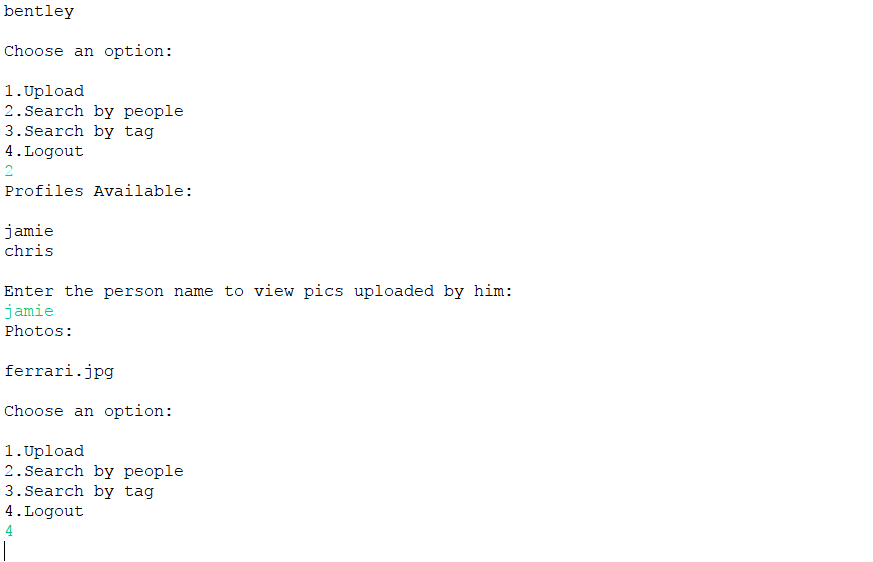 bentley
Choose an option:
1.Upload
2.Search by people
3.Search by tag
4.Logout
2
Profiles Available:
jamie
chris
Enter the person name to view pics uploaded by him:
jamie
Photos:
ferrari.jpg
Choose an option:
1.Upload
2.Search by people
3.Search by tag
4.Logout
4